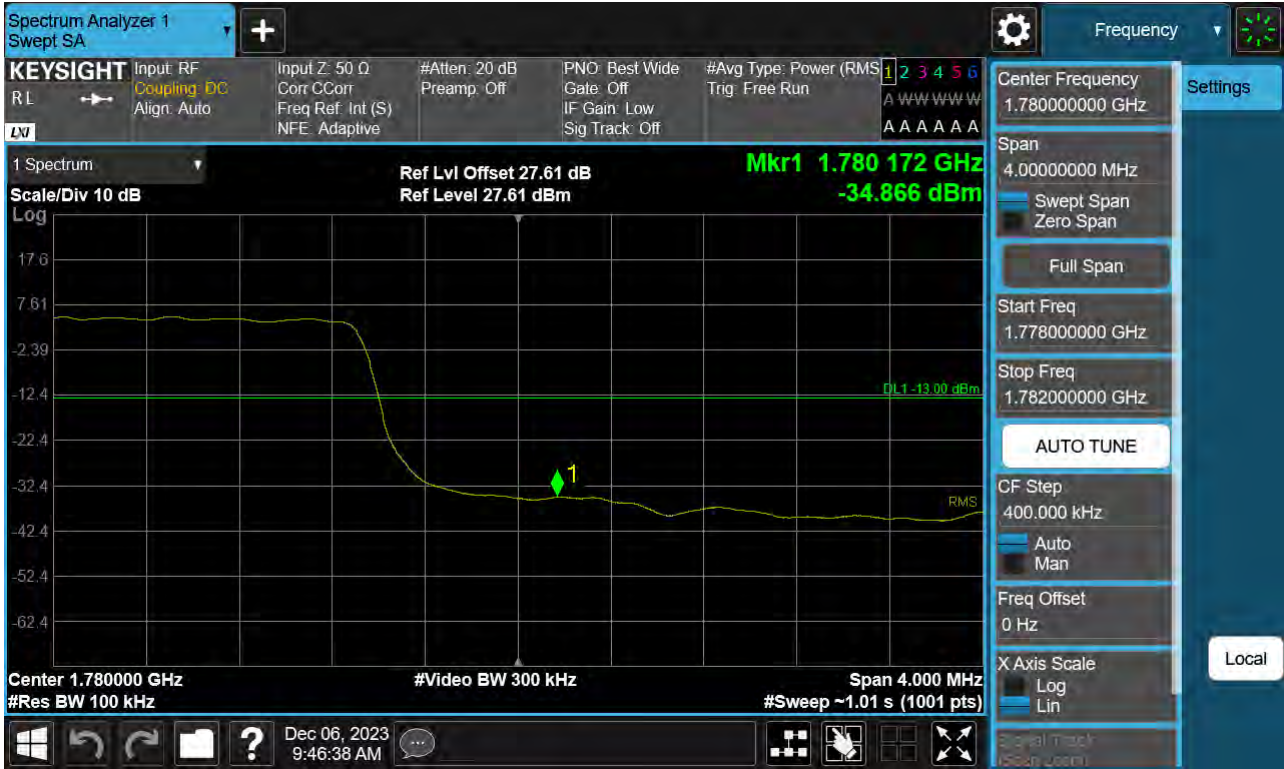 Spectrum Analyzer 1
Swept SA
Frequency
KEYSIGHT
RL
LXI
Input: RF
Coupling: DC
Align: Auto
Input Z: 50 Ω
Corr CCorr
Freq Ref: Int (S)
NFE: Adaptive
#Atten: 20 dB
Preamp: Off
PNO: Best Wide
Gate: Off
IF Gain: Low
Sig Track: Off
#Avg Type: Power (RMS
Trig: Free Run
1 2 3 4 5 6
A W W W W W
A A A A A A
1 Spectrum
Scale/Div 10 dB
Log
Ref Lvl Offset 27.61 dB
Ref Level 27.61 dBm
Mkr1 1.780 172 GHz
-34.866 dBm
17.6
7.61
-2.39
-12.4
-22.4
-32.4
-42.4
-52.4
-62.4
DL1 -13.00 dBm
1
RMS
Center 1.780000 GHz
#Res BW 100 kHz
#Video BW 300 kHz
Span 4.000 MHz
#Sweep ~1.01 s (1001 pts)
Center Frequency
1.780000000 GHz
Settings
Span
4.00000000 MHz
Swept Span
Zero Span
Full Span
Start Freq
1.778000000 GHz
Stop Freq
1.782000000 GHz
AUTO TUNE
CF Step
400.000 kHz
Auto
Man
Freq Offset
0 Hz
X Axis Scale
Log
Lin
Signal Track
(Span Zoom)
Local
?
Dec 06, 2023
9:46:38 AM